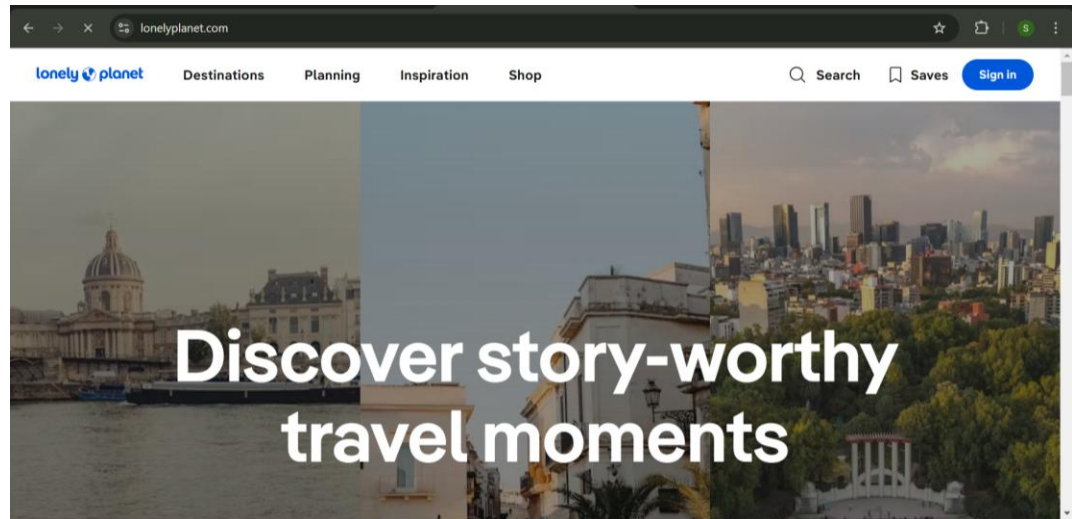 lonelyplanet.com
S
lonely planet
Destinations
Planning
Inspiration
Shop
Search
Saves
Sign in
Discover story-worthy
travel moments